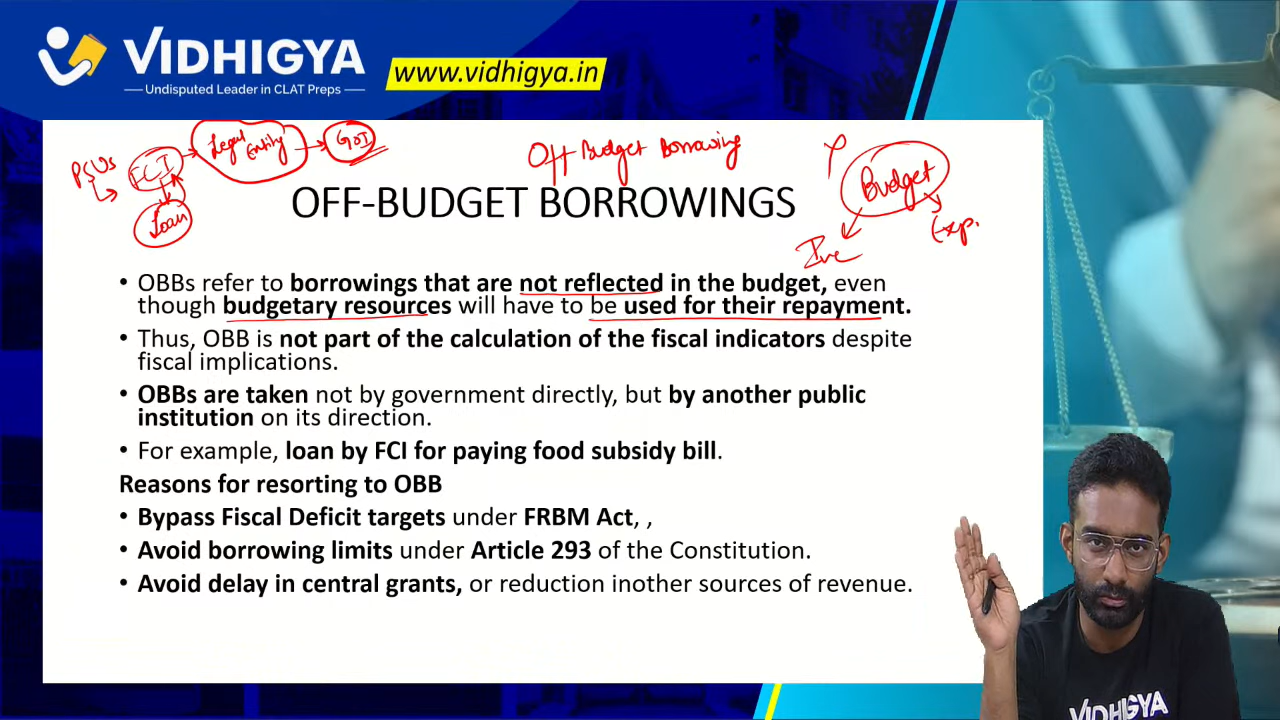 VIDHIGYA
Undisputed Leader in CLAT Preps
www.vidhigya.in
PSUs
FCI
Legal Entity
GOI
Loan
Off Budget Borrowing
Budget
Exp.
OFF-BUDGET BORROWINGS
• OBBs refer to borrowings that are not reflected in the budget, even
though budgetary resources will have to be used for their repayment.
• Thus, OBB is not part of the calculation of the fiscal indicators despite
fiscal implications.
• OBBs are taken not by government directly, but by another public
institution on its direction.
• For example, loan by FCI for paying food subsidy bill.
Reasons for resorting to OBB
• Bypass Fiscal Deficit targets under FRBM Act, ,
• Avoid borrowing limits under Article 293 of the Constitution.
• Avoid delay in central grants, or reduction inother sources of revenue.
VIDHIGYA